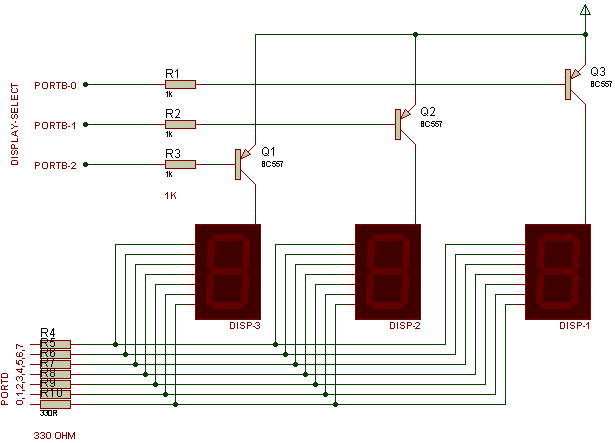 R1
Q3
PORTB-0
1k
BC557
R2
Q2
PORTB-1
1k
BC557
R3
Q1
PORTB-2
1k
BC557
1K
DISPLAY-SELECT
DISP-3
DISP-2
DISP-1
R4
R5
R6
R7
R8
R9
R10
330R
PORTD
0,1,2,3,4,5,6,7
330 OHM